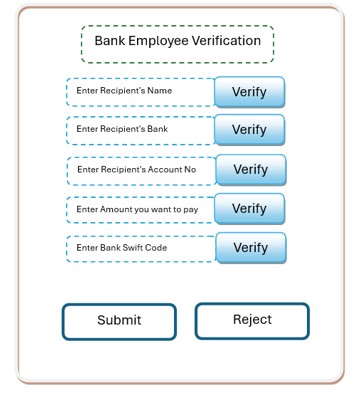 Bank Employee Verification
Enter Recipient's Name Verify
Enter Recipient's Bank Verify
Enter Recipient's Account No Verify
Enter Amount you want to pay Verify
Enter Bank Swift Code Verify
Submit Reject